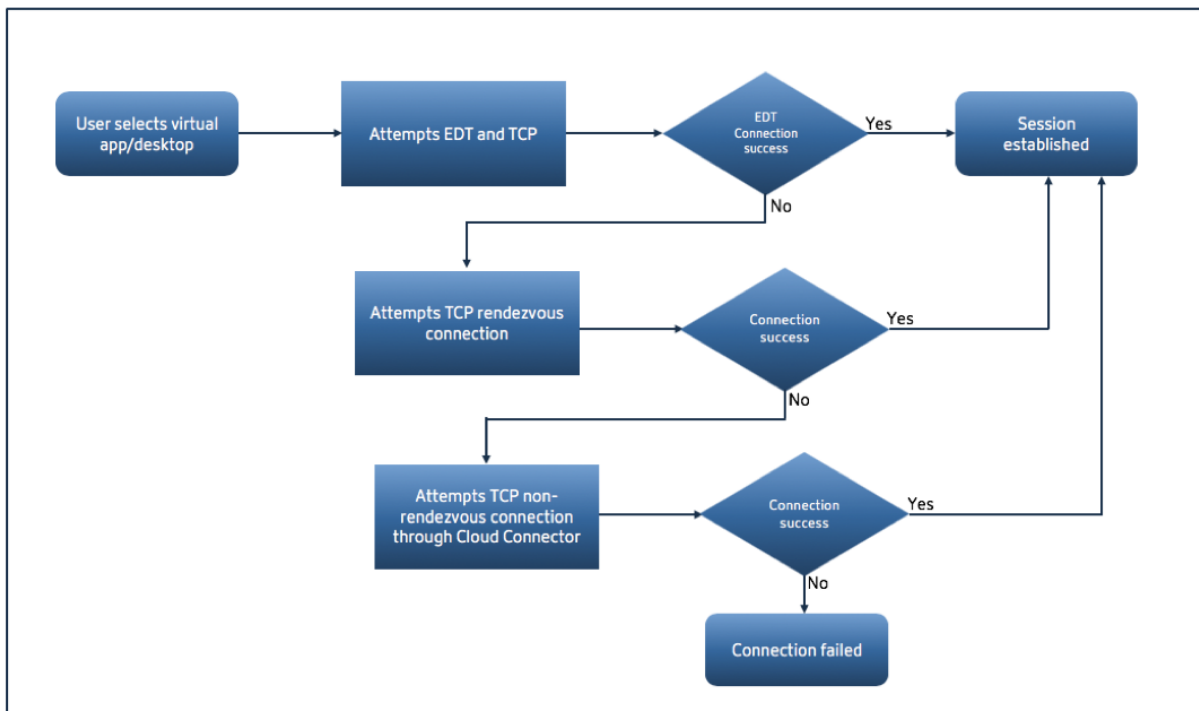 User selects virtual
app/desktop
Attempts EDT and TCP
EDT
Connection
success
Yes
Session
established
No
Attempts TCP rendezvous
connection
Connection
success
Yes
No
Attempts TCP non-
rendezvous connection
through Cloud Connector
Connection
success
Yes
No
Connection failed